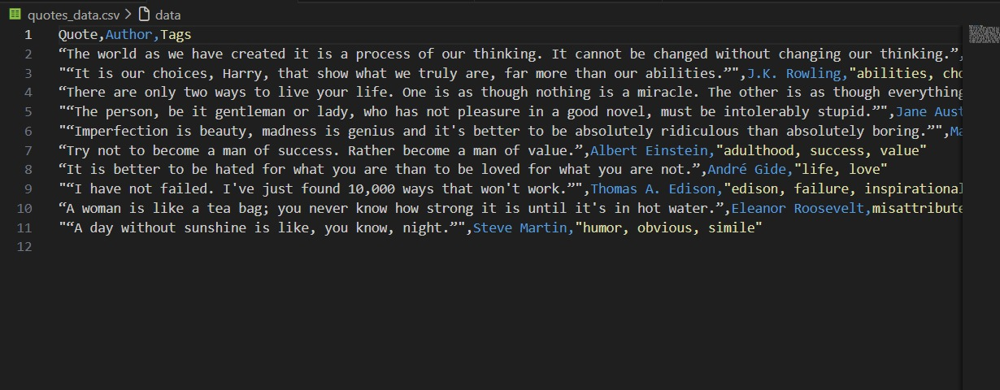 quotes_data.csv > data
1 Quote,Author,Tags
2 “The world as we have created it is a process of our thinking. It cannot be changed without changing our thinking.”,
3 "“It is our choices, Harry, that show what we truly are, far more than our abilities.”",J.K. Rowling,"abilities, cho
4 “There are only two ways to live your life. One is as though nothing is a miracle. The other is as though everything
5 "“The person, be it gentleman or lady, who has not pleasure in a good novel, must be intolerably stupid.”",Jane Aust
6 "“Imperfection is beauty, madness is genius and it's better to be absolutely ridiculous than absolutely boring.”",Ma
7 “Try not to become a man of success. Rather become a man of value.”,Albert Einstein,"adulthood, success, value"
8 “It is better to be hated for what you are than to be loved for what you are not.”,André Gide,"life, love"
9 "“I have not failed. I've just found 10,000 ways that won't work.”",Thomas A. Edison,"edison, failure, inspirational
10 “A woman is like a tea bag; you never know how strong it is until it's in hot water.”,Eleanor Roosevelt,misattribute
11 "“A day without sunshine is like, you know, night.”",Steve Martin,"humor, obvious, simile"
12